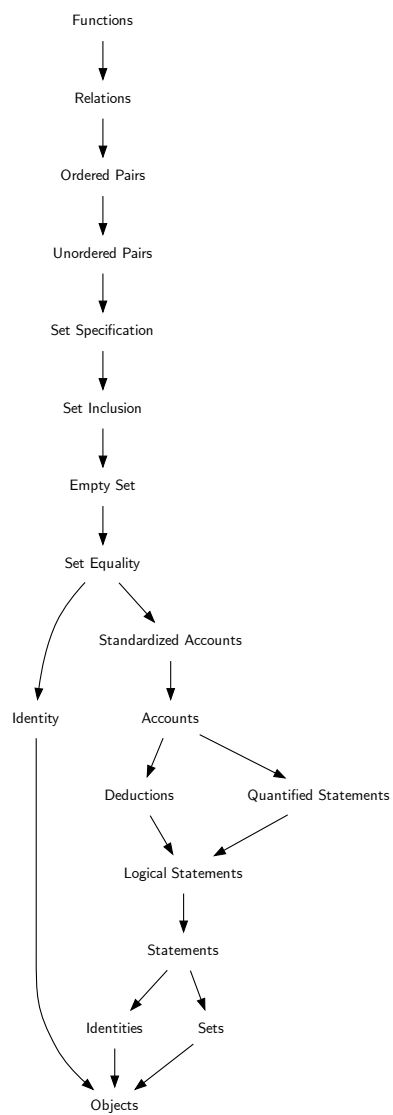 Functions
Relations
Ordered Pairs
Unordered Pairs
Set Specification
Set Inclusion
Empty Set
Set Equality
Standardized Accounts
Identity
Accounts
Deductions
Quantified Statements
Logical Statements
Statements
Identities
Sets
Objects